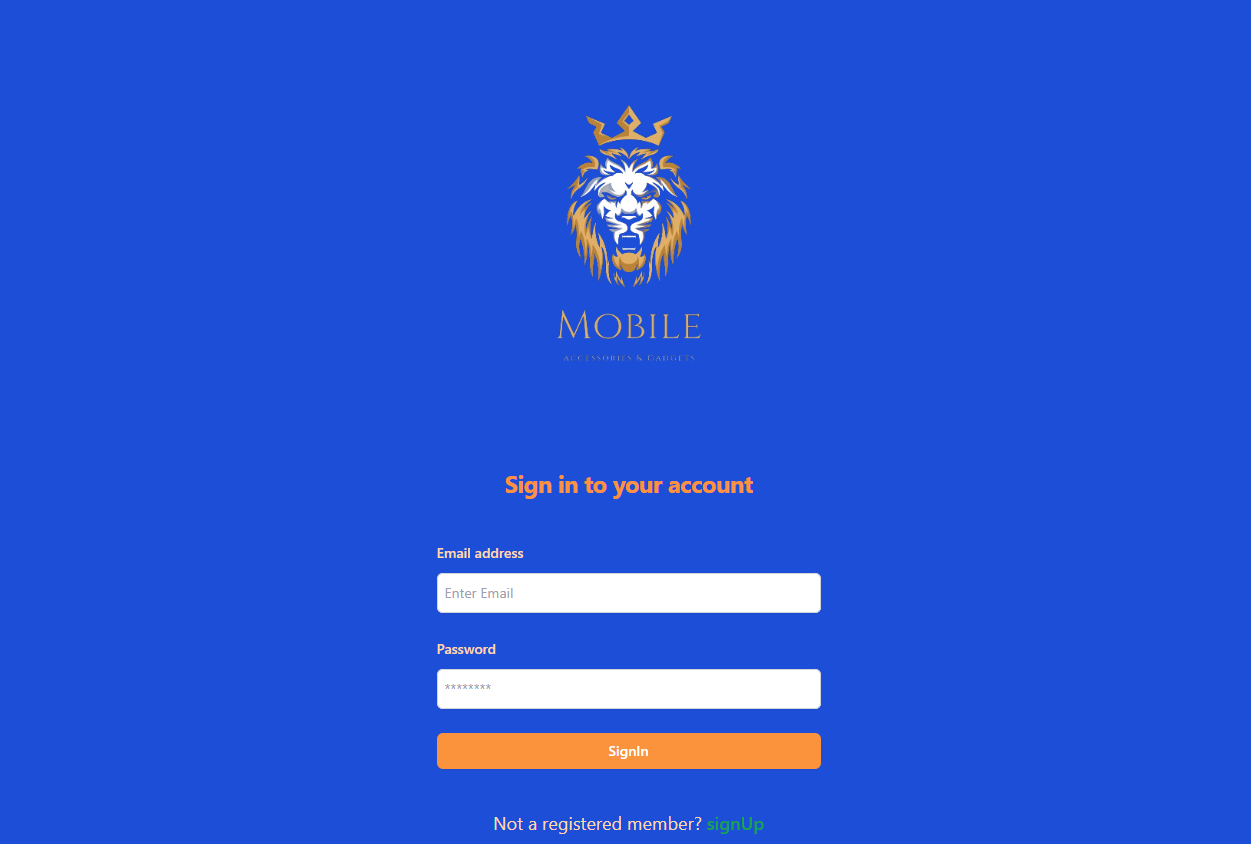 MOBILE
ACCESSORIES & GADGETS
Sign in to your account
Email address
Enter Email
Password
********
SignIn
Not a registered member? signUp